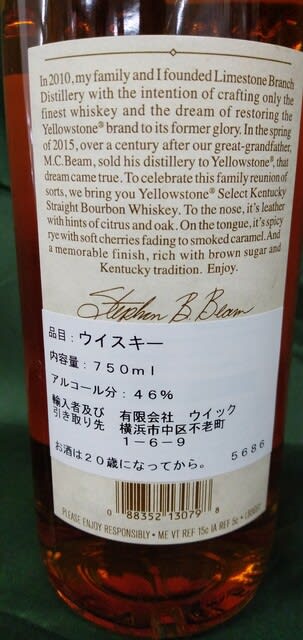 In 2010, my family and I founded Limestone Branch
Distillery with the intention of crafting only the
finest whiskey and the dream of restoring the
Yellowstone® brand to its former glory. In the spring
of 2015, over a century after our great-grandfather,
M.C. Beam, sold his distillery to Yellowstone®, that
dream came true. To celebrate this family reunion of
sorts, we bring you Yellowstone® Select Kentucky
Straight Bourbon Whiskey. To the nose, it's leather
with hints of citrus and oak. On the tongue, it's spicy
rye with soft cherries fading to smoked caramel. And
a memorable finish, rich with brown sugar and
Kentucky tradition. Enjoy.
Stephen B. Beam
品目:ウイスキー
内容量:750ml
アルコール分:46%
輸入者及び 有限会社 ウイック
引き取り先 横浜市中区不老町
1-6-9
お酒は20歳になってから。 5686
0 88352 13079 8
PLEASE ENJOY RESPONSIBLY • ME VT REF 15¢ IA REF 5¢ •